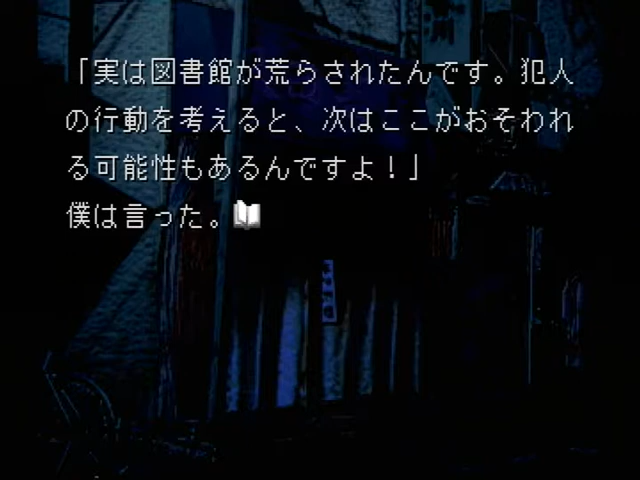 「実は図書館が荒らされたんです。犯人
の行動を考えると、次はここがおそわれ
る可能性もあるんですよ！」
僕は言った。